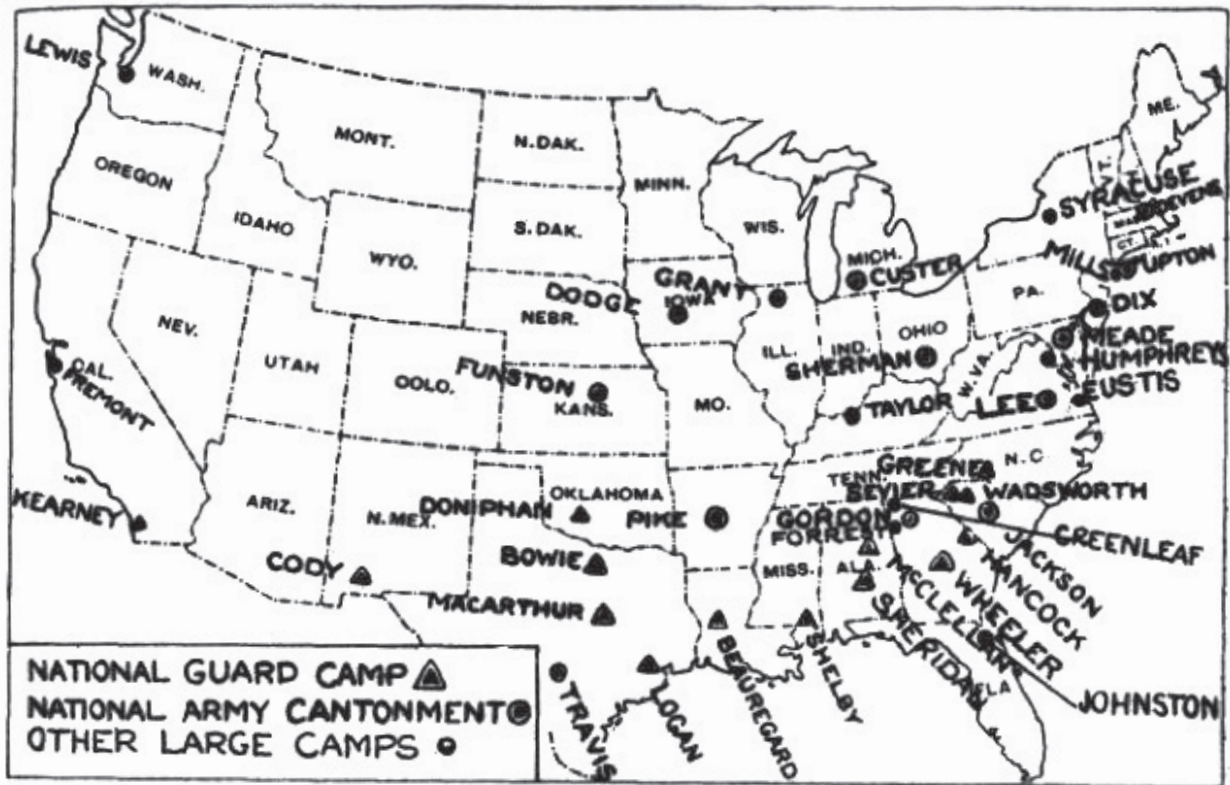 LEWIS
WASH.
MONT.
N.DAK.
MINN.
ME.
OREGON
IDAHO
S.DAK.
WIS.
MICH.
SYRACUSE
DEVENS
CT.
WYO.
GRANT
CUSTER
MILLS
UPTON
DODGE
IOWA
PA.
DIX
NEV.
NEBR.
ILL.
IND.
OHIO
MEADE
UTAH
COLO.
SHERMAN
W.VA.
HUMPHREYS
CAL.
FREMONT
FUNSTON
KANS.
MO.
TAYLOR
LEE
EUSTIS
KEARNEY
ARIZ.
N.MEX.
OKLAHOMA
DONIPHAN
PIKE
TENN.
GREENE
N.C
SEVIER
WADSWORTH
GORDON
FORREST
GREENLEAF
CODY
BOWIE
MISS.
ALA.
JACKSON
HANCOCK
WHEELER
McCLELLAN
SHERIDAN
MACARTHUR
BEAUREGARD
SHELBY
LOGAN
TRAVIS
FLA
JOHNSTON
NATIONAL GUARD CAMP
NATIONAL ARMY CANTONMENT
OTHER LARGE CAMPS